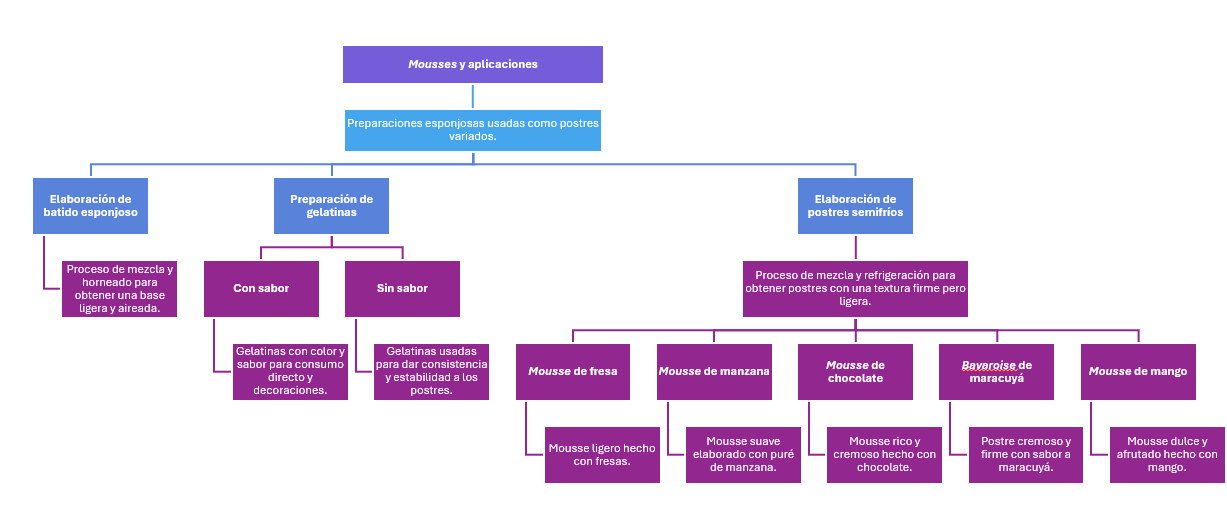 Mousses y aplicaciones
Preparaciones esponjosas usadas como postres
variados.
Elaboración de
batido esponjoso
Preparación de
gelatinas
Elaboración de
postres semifríos
Proceso de mezcla y
horneado para
obtener una base
ligera y aireada.
Con sabor
Sin sabor
Proceso de mezcla y refrigeración para
obtener postres con una textura firme pero
ligera.
Gelatinas con color y
sabor para consumo
directo y
decoraciones.
Gelatinas usadas
para dar consistencia
y estabilidad a los
postres.
Mousse de fresa
Mousse de manzana
Mousse de
chocolate
Bavaroise de
maracuyá
Mousse de mango
Mousse ligero hecho
con fresas.
Mousse suave
elaborado con puré
de manzana.
Mousse rico y
cremoso hecho con
chocolate.
Postre cremoso y
firme con sabor a
maracuyá.
Mousse dulce y
afrutado hecho con
mango.